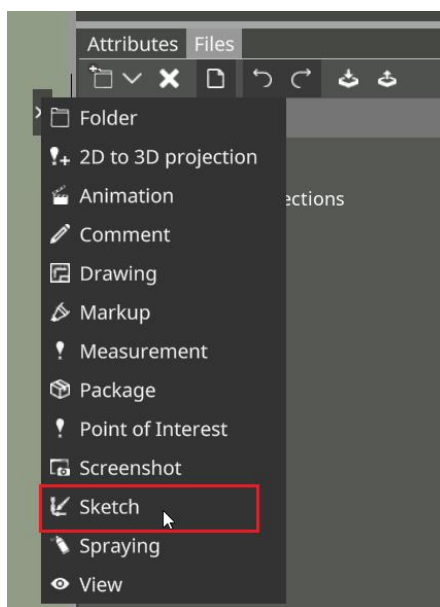 Attributes Files
Folder
2D to 3D projection
Animation
ections
Comment
Drawing
Markup
Measurement
Package
Point of Interest
Screenshot
Sketch
Spraying
View